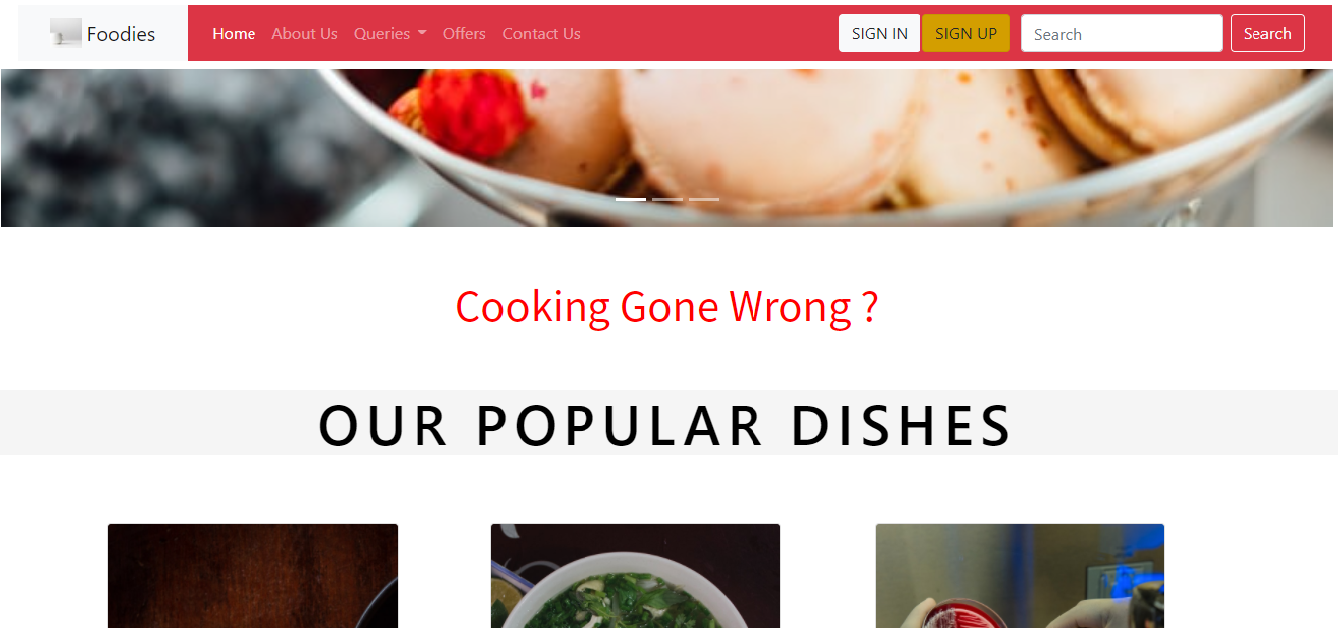 Foodies Home About Us Queries Offers Contact Us SIGN IN SIGN UP Search Search
Cooking Gone Wrong ?
OUR POPULAR DISHES